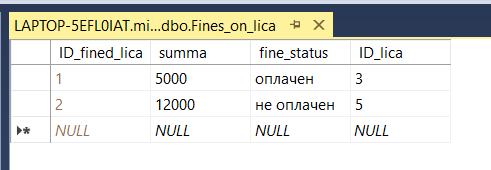 LAPTOP-5EFL0IAT.mi...dbo.Fines_on_lica
ID_fined_lica summa fine_status ID_lica
1 5000 оплачен 3
2 12000 не оплачен 5
NULL NULL NULL NULL